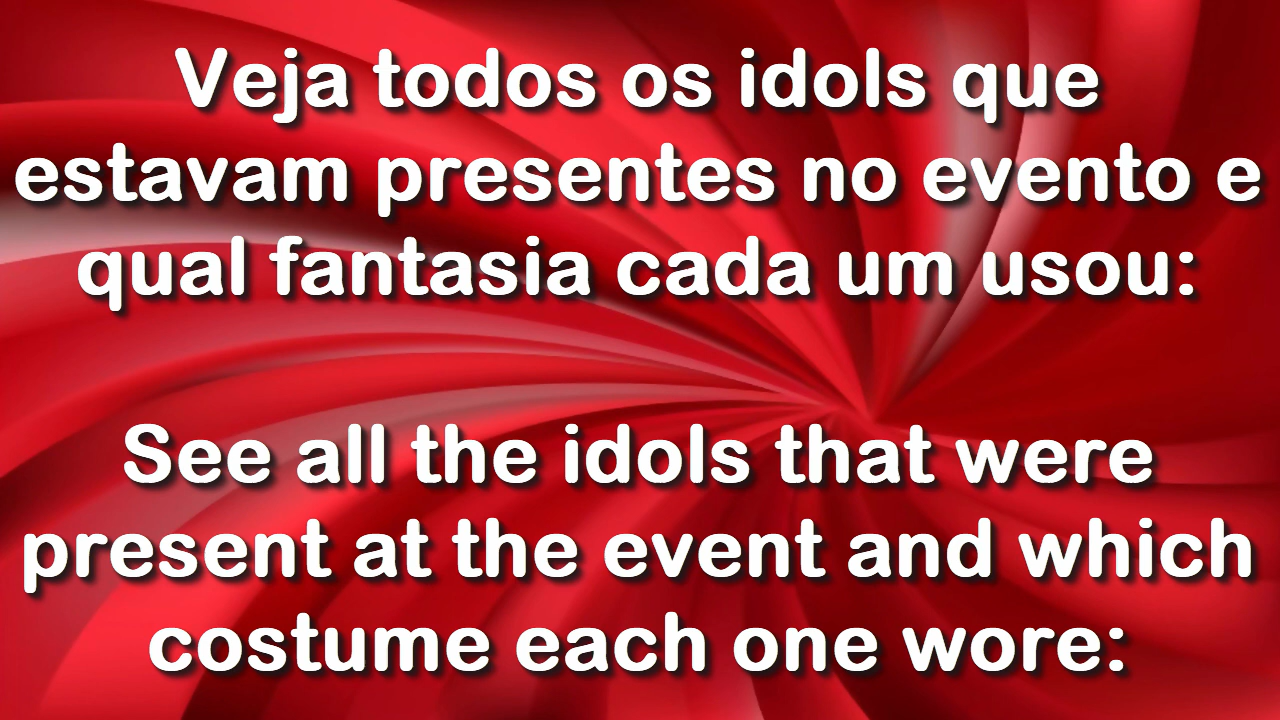 Veja todos os idols que
estavam presentes no evento e
qual fantasia cada um usou:
See all the idols that were
present at the event and which
costume each one wore: